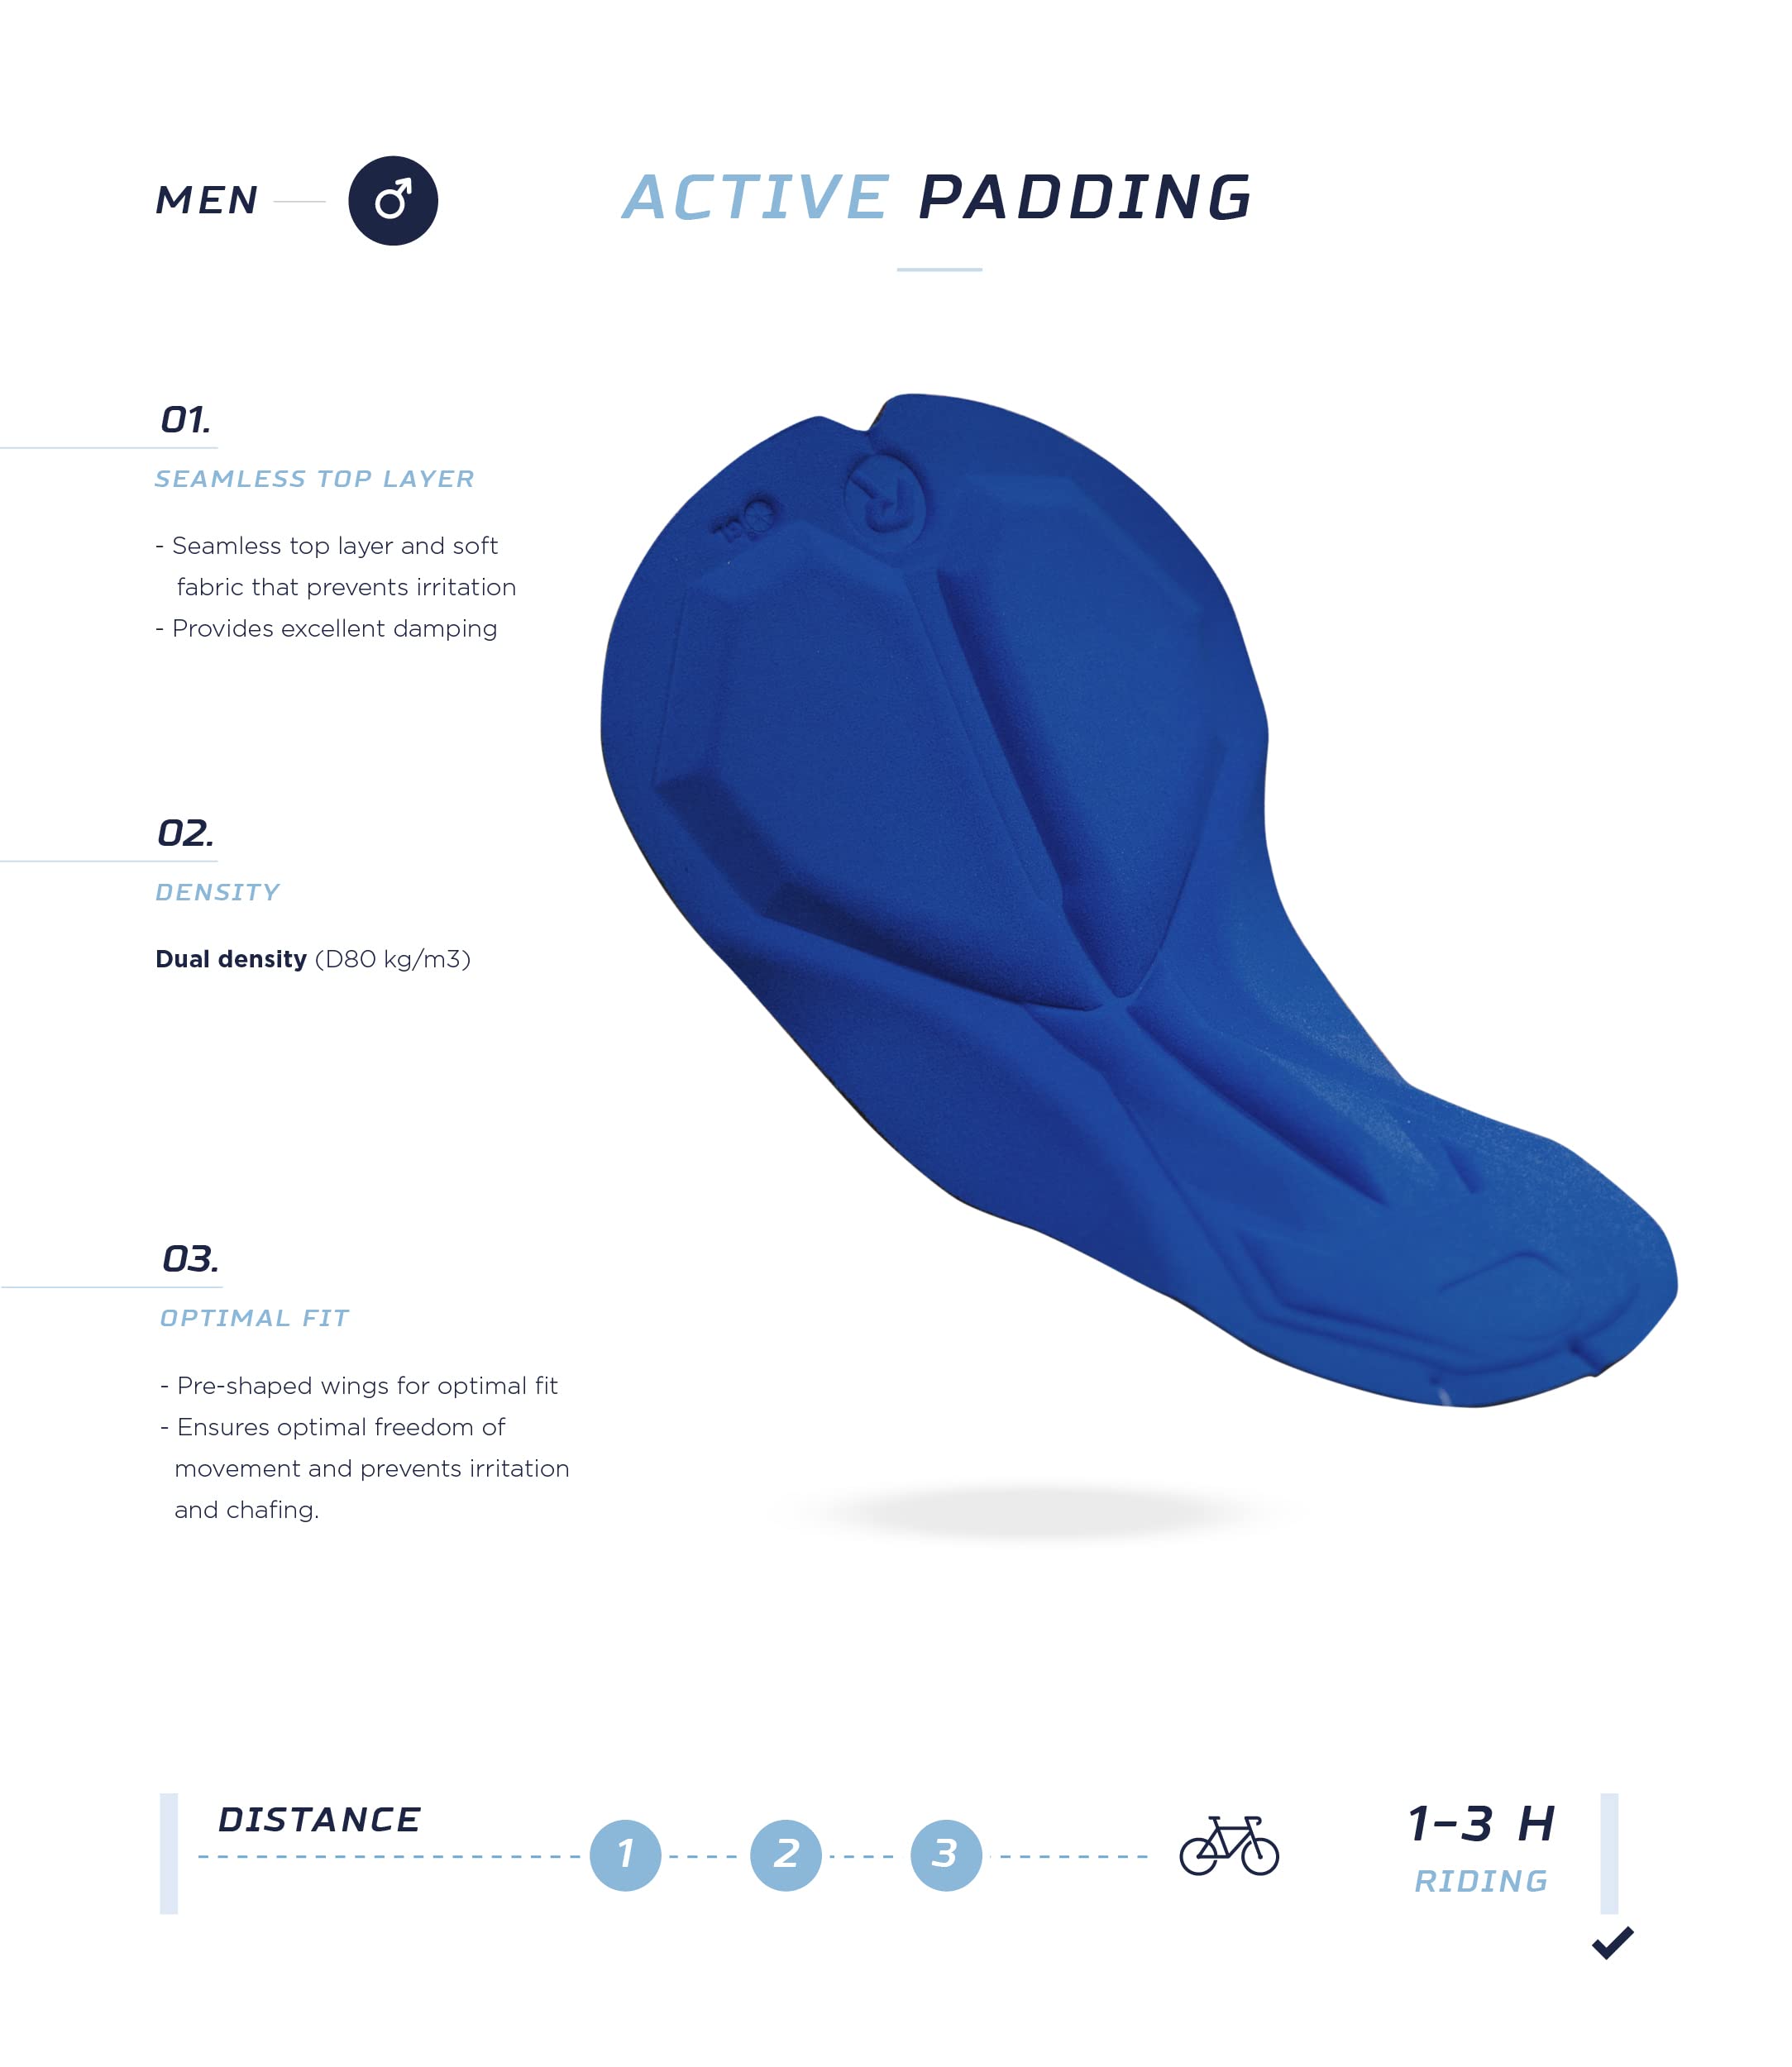 MEN
ACTIVE PADDING
01.
SEAMLESS TOP LAYER
- Seamless top layer and soft
fabric that prevents irritation
- Provides excellent damping
02.
DENSITY
Dual density (D80 kg/m3)
03.
OPTIMAL FIT
- Pre-shaped wings for optimal fit
- Ensures optimal freedom of
movement and prevents irritation
and chafing.
DISTANCE
1 2 3
1-3 H
RIDING